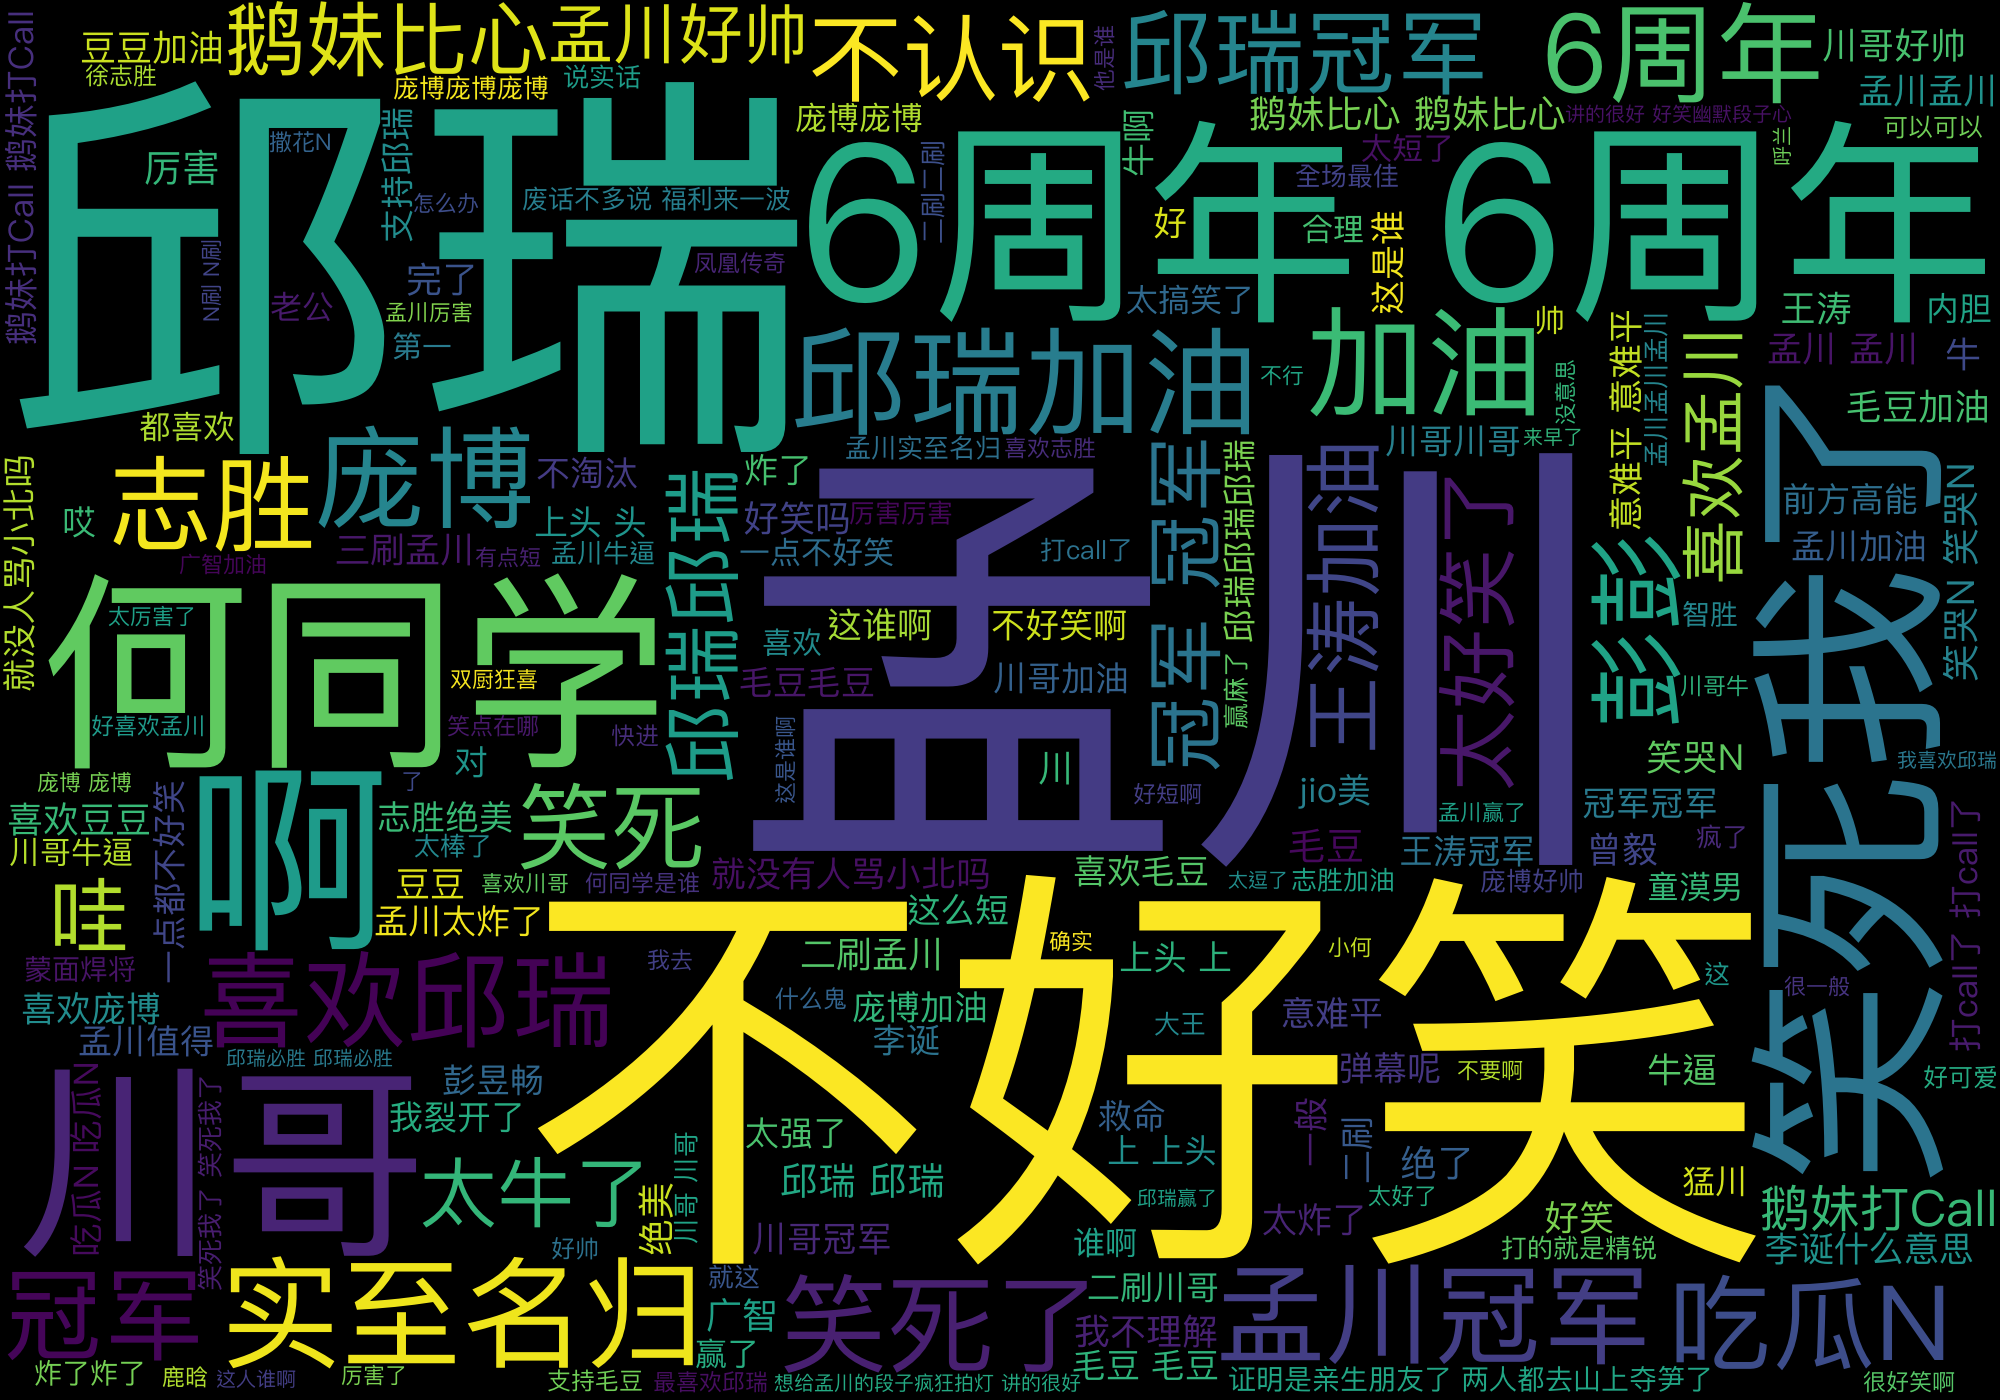 鹅妹打Call 鹅妹打Call
豆豆加油
徐志胜
鹅妹比心
孟川好帅
不认识
他是谁
邱瑞冠军
6周年
川哥好帅
孟川孟川
庞博庞博庞博
说实话
庞博庞博
鹅妹比心 鹅妹比心
讲的很好 好笑幽默段子心
可以可以
邱瑞
撒花N
支持邱瑞
厉害
怎么办
废话不多说 福利来一波
6周年
二刷二刷
牛啊
太短了
全场最佳
呼兰
6周年
好
合理
这是谁
N刷 N刷
老公
完了
孟川厉害
凤凰传奇
第一
太搞笑了
帅
王涛
内胆
邱瑞加油
加油
不行
没意思
意难平 意难平
孟川孟川孟川
孟川 孟川
牛
毛豆加油
都喜欢
志胜
庞博
不淘汰
炸了
孟川实至名归
喜欢志胜
川哥川哥
来早了
喜欢孟川
笑死我了
前方高能
笑哭N 笑哭N
就没人骂小北吗
哎
广智加油
三刷孟川
有点短
上头 头
孟川牛逼
邱瑞邱瑞
好笑吗
厉害厉害
一点不好笑
打call了
孟川
冠军 冠军
赢麻了 邱瑞邱瑞邱瑞
王涛加油
太好笑了
彭彭
孟川加油
智胜
何同学
太厉害了
双厨狂喜
好喜欢孟川
笑点在哪
快进
喜欢
这谁啊
不好笑啊
毛豆毛豆
川哥加油
川哥牛
我喜欢邱瑞
庞博 庞博
了
对
这是谁啊
川
好短啊
jio美
笑哭N
喜欢豆豆
川哥牛逼
一点都不好笑
啊
志胜绝美
太棒了
笑死
孟川赢了
冠军冠军
王涛冠军
曾毅
疯了
打call了 打call了
哇
豆豆
喜欢川哥
何同学是谁
就没有人骂小北吗
喜欢毛豆
毛豆
太逗了
志胜加油
庞博好帅
童漠男
孟川太炸了
这么短
不好笑
蒙面焊将
喜欢庞博
喜欢邱瑞
我去
二刷孟川
确实
上头 上
小何
这
很一般
什么鬼
庞博加油
李诞
大王
意难平
孟川值得
邱瑞必胜 邱瑞必胜
彭昱畅
弹幕呢
不要啊
牛逼
好可爱
川哥
吃瓜N 吃瓜N
笑死我了 笑死我了
我裂开了
太牛了
川哥 川哥
太强了
救命
上 上头
一般
二刷
绝了
猛川
邱瑞 邱瑞
邱瑞赢了
太好了
鹅妹打Call
绝美
好帅
川哥冠军
谁啊
太炸了
好笑
打的就是精锐
李诞什么意思
冠军
实至名归
就这
广智
笑死了
二刷川哥
我不理解
孟川冠军
吃瓜N
赢了
炸了炸了
鹿晗
这人谁啊
厉害了
支持毛豆
最喜欢邱瑞
想给孟川的段子疯狂拍灯 讲的很好
毛豆 毛豆
证明是亲生朋友了 两人都去山上夺笋了
很好笑啊